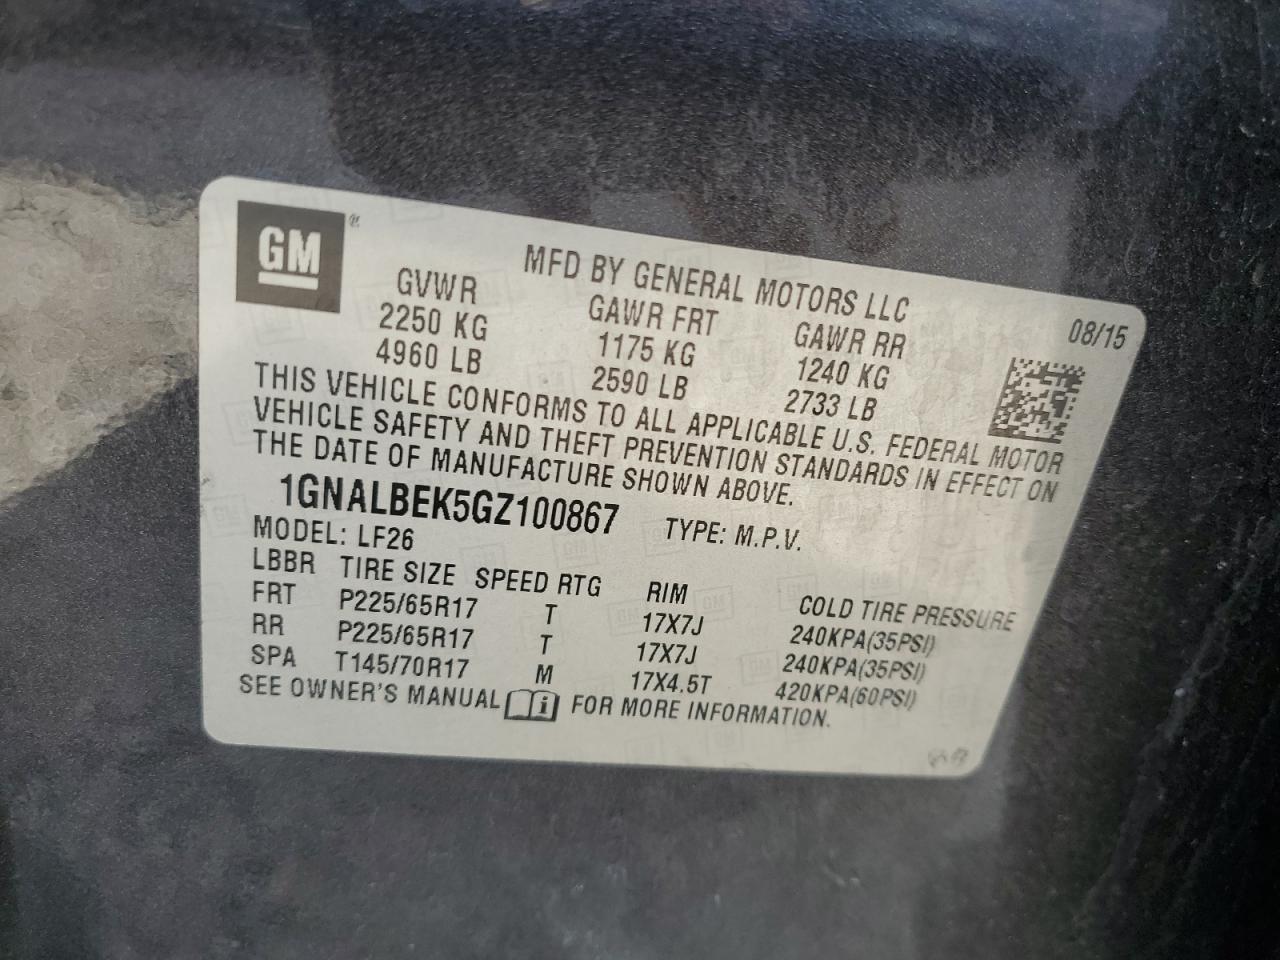 GM
MFD BY GENERAL MOTORS LLC
08/15
GVWR GAWR FRT GAWR RR
2250 KG 1175 KG 1240 KG
4960 LB 2590 LB 2733 LB
THIS VEHICLE CONFORMS TO ALL APPLICABLE U.S. FEDERAL MOTOR
VEHICLE SAFETY AND THEFT PREVENTION STANDARDS IN EFFECT ON
THE DATE OF MANUFACTURE SHOWN ABOVE.
1GNALBEK5GZ100867 TYPE: M.P.V.
MODEL: LF26
LBBR TIRE SIZE SPEED RTG RIM COLD TIRE PRESSURE
FRT P225/65R17 T 17X7J 240KPA(35PSI)
RR P225/65R17 T 17X7J 240KPA(35PSI)
SPA T145/70R17 M 17X4.5T 420KPA(60PSI)
SEE OWNER'S MANUAL i FOR MORE INFORMATION.